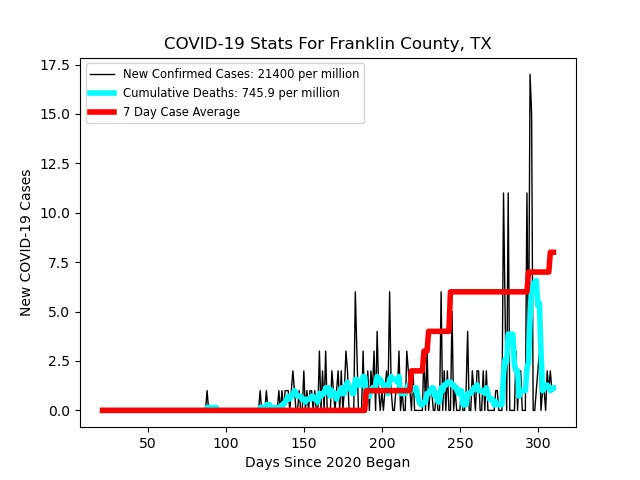 COVID-19 Stats For Franklin County, TX
17.5
15.0
12.5
10.0
7.5
5.0
2.5
0.0
New COVID-19 Cases
New Confirmed Cases: 21400 per million
Cumulative Deaths: 745.9 per million
7 Day Case Average
50 100 150 200 250 300
Days Since 2020 Began